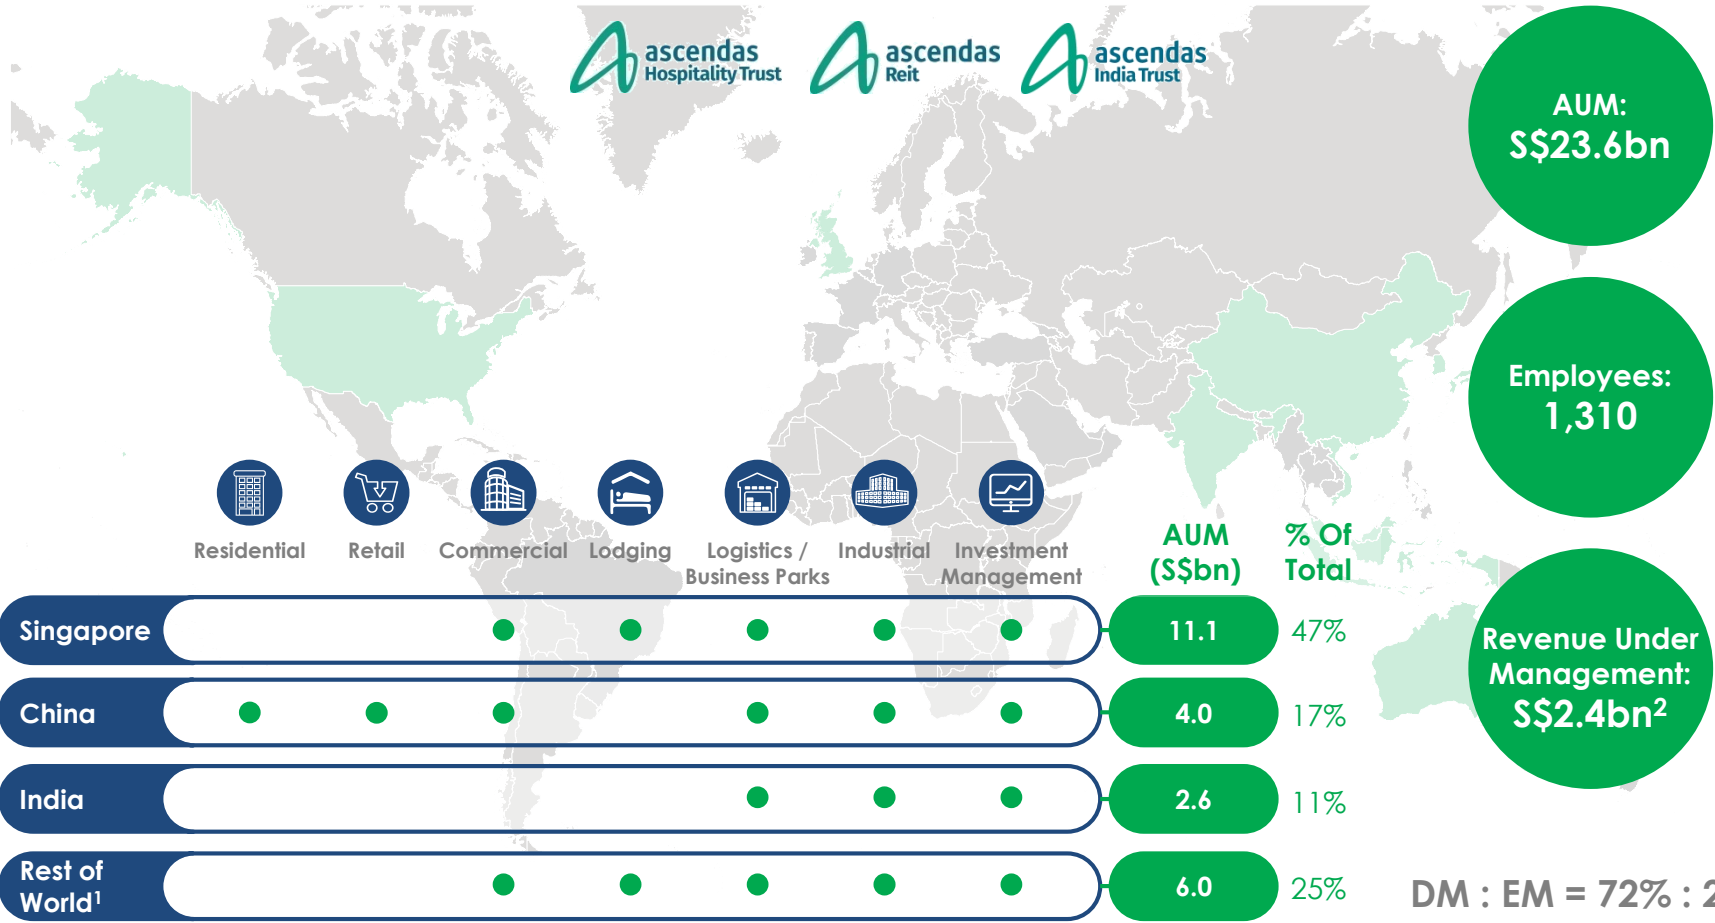 ascendas
Hospitality Trust
ascendas
Reit
ascendas
India Trust
AUM:
S$23.6bn
Employees:
1,310
Revenue Under
Management:
S$2.4bn²
Residential
Retail
Commercial
Lodging
Logistics /
Business Parks
Industrial
Investment
Management
AUM
(S$bn)
% Of
Total
Singapore
11.1
47%
China
4.0
17%
India
2.6
11%
Rest of
World¹
6.0
25%
DM : EM = 72% : 2